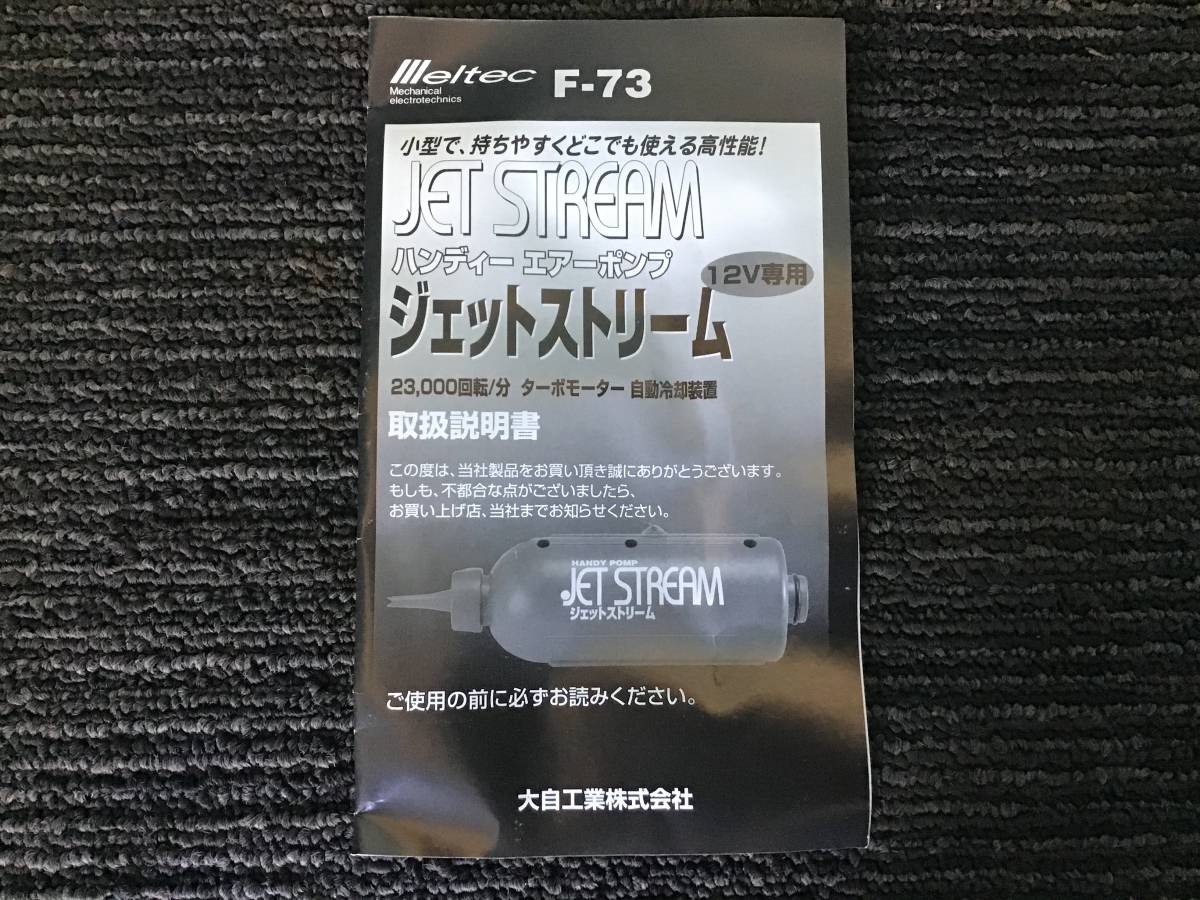 Meltec F-73
Mechanical
electrotechnics
小型で、持ちやすくどこでも使える高性能!
JET STREAM
ハンディー エアーポンプ
12V専用
ジェットストリーム
23,000回転/分 ターボモーター 自動冷却装置
取扱説明書
この度は、当社製品をお買い頂き誠にありがとうございます。
もしも、不都合な点がございましたら、
お買い上げ店、当社までお知らせください。
HANDY POMP
JET STREAM
ジェットストリーム
ご使用の前に必ずお読みください。
大自工業株式会社